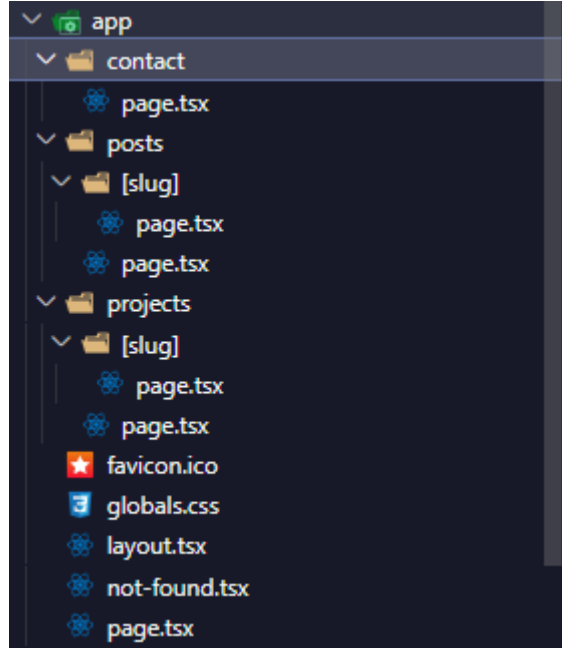 app
contact
page.tsx
posts
[slug]
page.tsx
page.tsx
projects
[slug]
page.tsx
page.tsx
favicon.ico
globals.css
layout.tsx
not-found.tsx
page.tsx